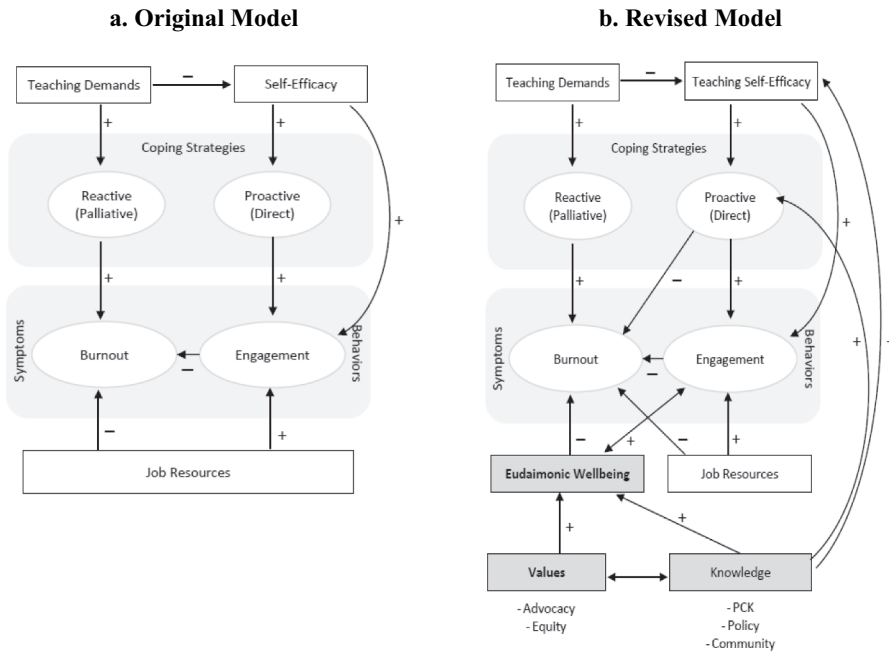 a. Original Model
Teaching Demands
−
Self-Efficacy
+
+
Coping Strategies
Reactive
(Palliative)
Proactive
(Direct)
+
+
+
Symptoms
Burnout
−
Engagement
Behaviors
−
+
Job Resources
b. Revised Model
Teaching Demands
−
Teaching Self-Efficacy
+
+
Coping Strategies
Reactive
(Palliative)
Proactive
(Direct)
+
+
−
+
+
Symptoms
Burnout
−
Engagement
Behaviors
−
+
−
+
Eudaimonic Wellbeing
Job Resources
+
+
Values
Knowledge
- Advocacy
- Equity
- PCK
- Policy
- Community